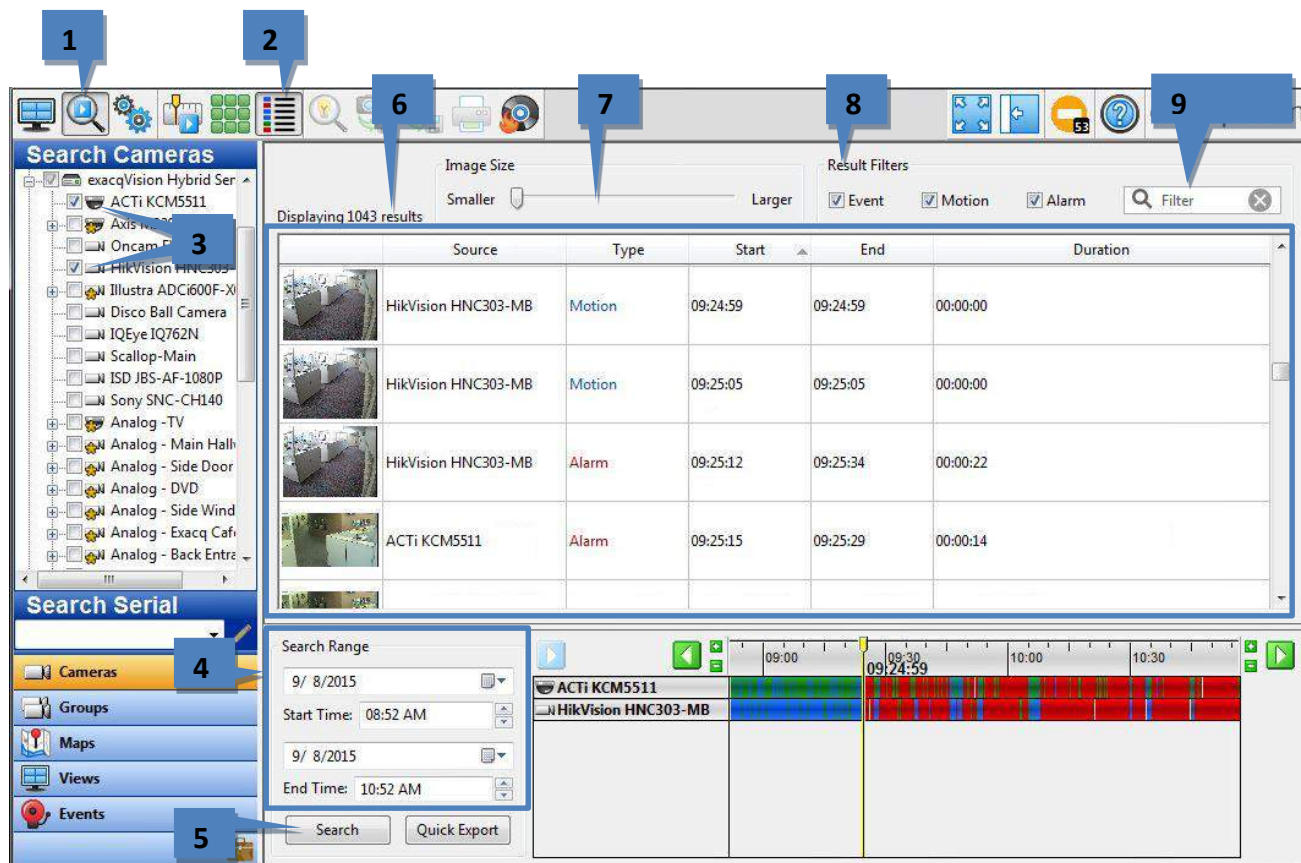 1
2
6
7
8
9
53
Search Cameras
exacqVision Hybrid Ser
ACTi KCM5511
Axis
Oncam
3
HikVision HNC303-
Illustra ADCi600F-X
Disco Ball Camera
IQEye IQ762N
Scallop-Main
ISD JBS-AF-1080P
Sony SNC-CH140
Analog -TV
Analog - Main Hall
Analog - Side Door
Analog - DVD
Analog - Side Wind
Analog - Exacq Caf
Analog - Back Entra
Search Serial
Cameras
Groups
Maps
Views
Events
Displaying 1043 results
Image Size
Smaller
Larger
Result Filters
Event
Motion
Alarm
Filter
Source Type Start End Duration
HikVision HNC303-MB Motion 09:24:59 09:24:59 00:00:00
HikVision HNC303-MB Motion 09:25:05 09:25:05 00:00:00
HikVision HNC303-MB Alarm 09:25:12 09:25:34 00:00:22
ACTi KCM5511 Alarm 09:25:15 09:25:29 00:00:14
4
Search Range
9/ 8/2015
Start Time: 08:52 AM
9/ 8/2015
End Time: 10:52 AM
5
Search
Quick Export
09:00 09:30 10:00 10:30
09:24:59
ACTi KCM5511
HikVision HNC303-MB